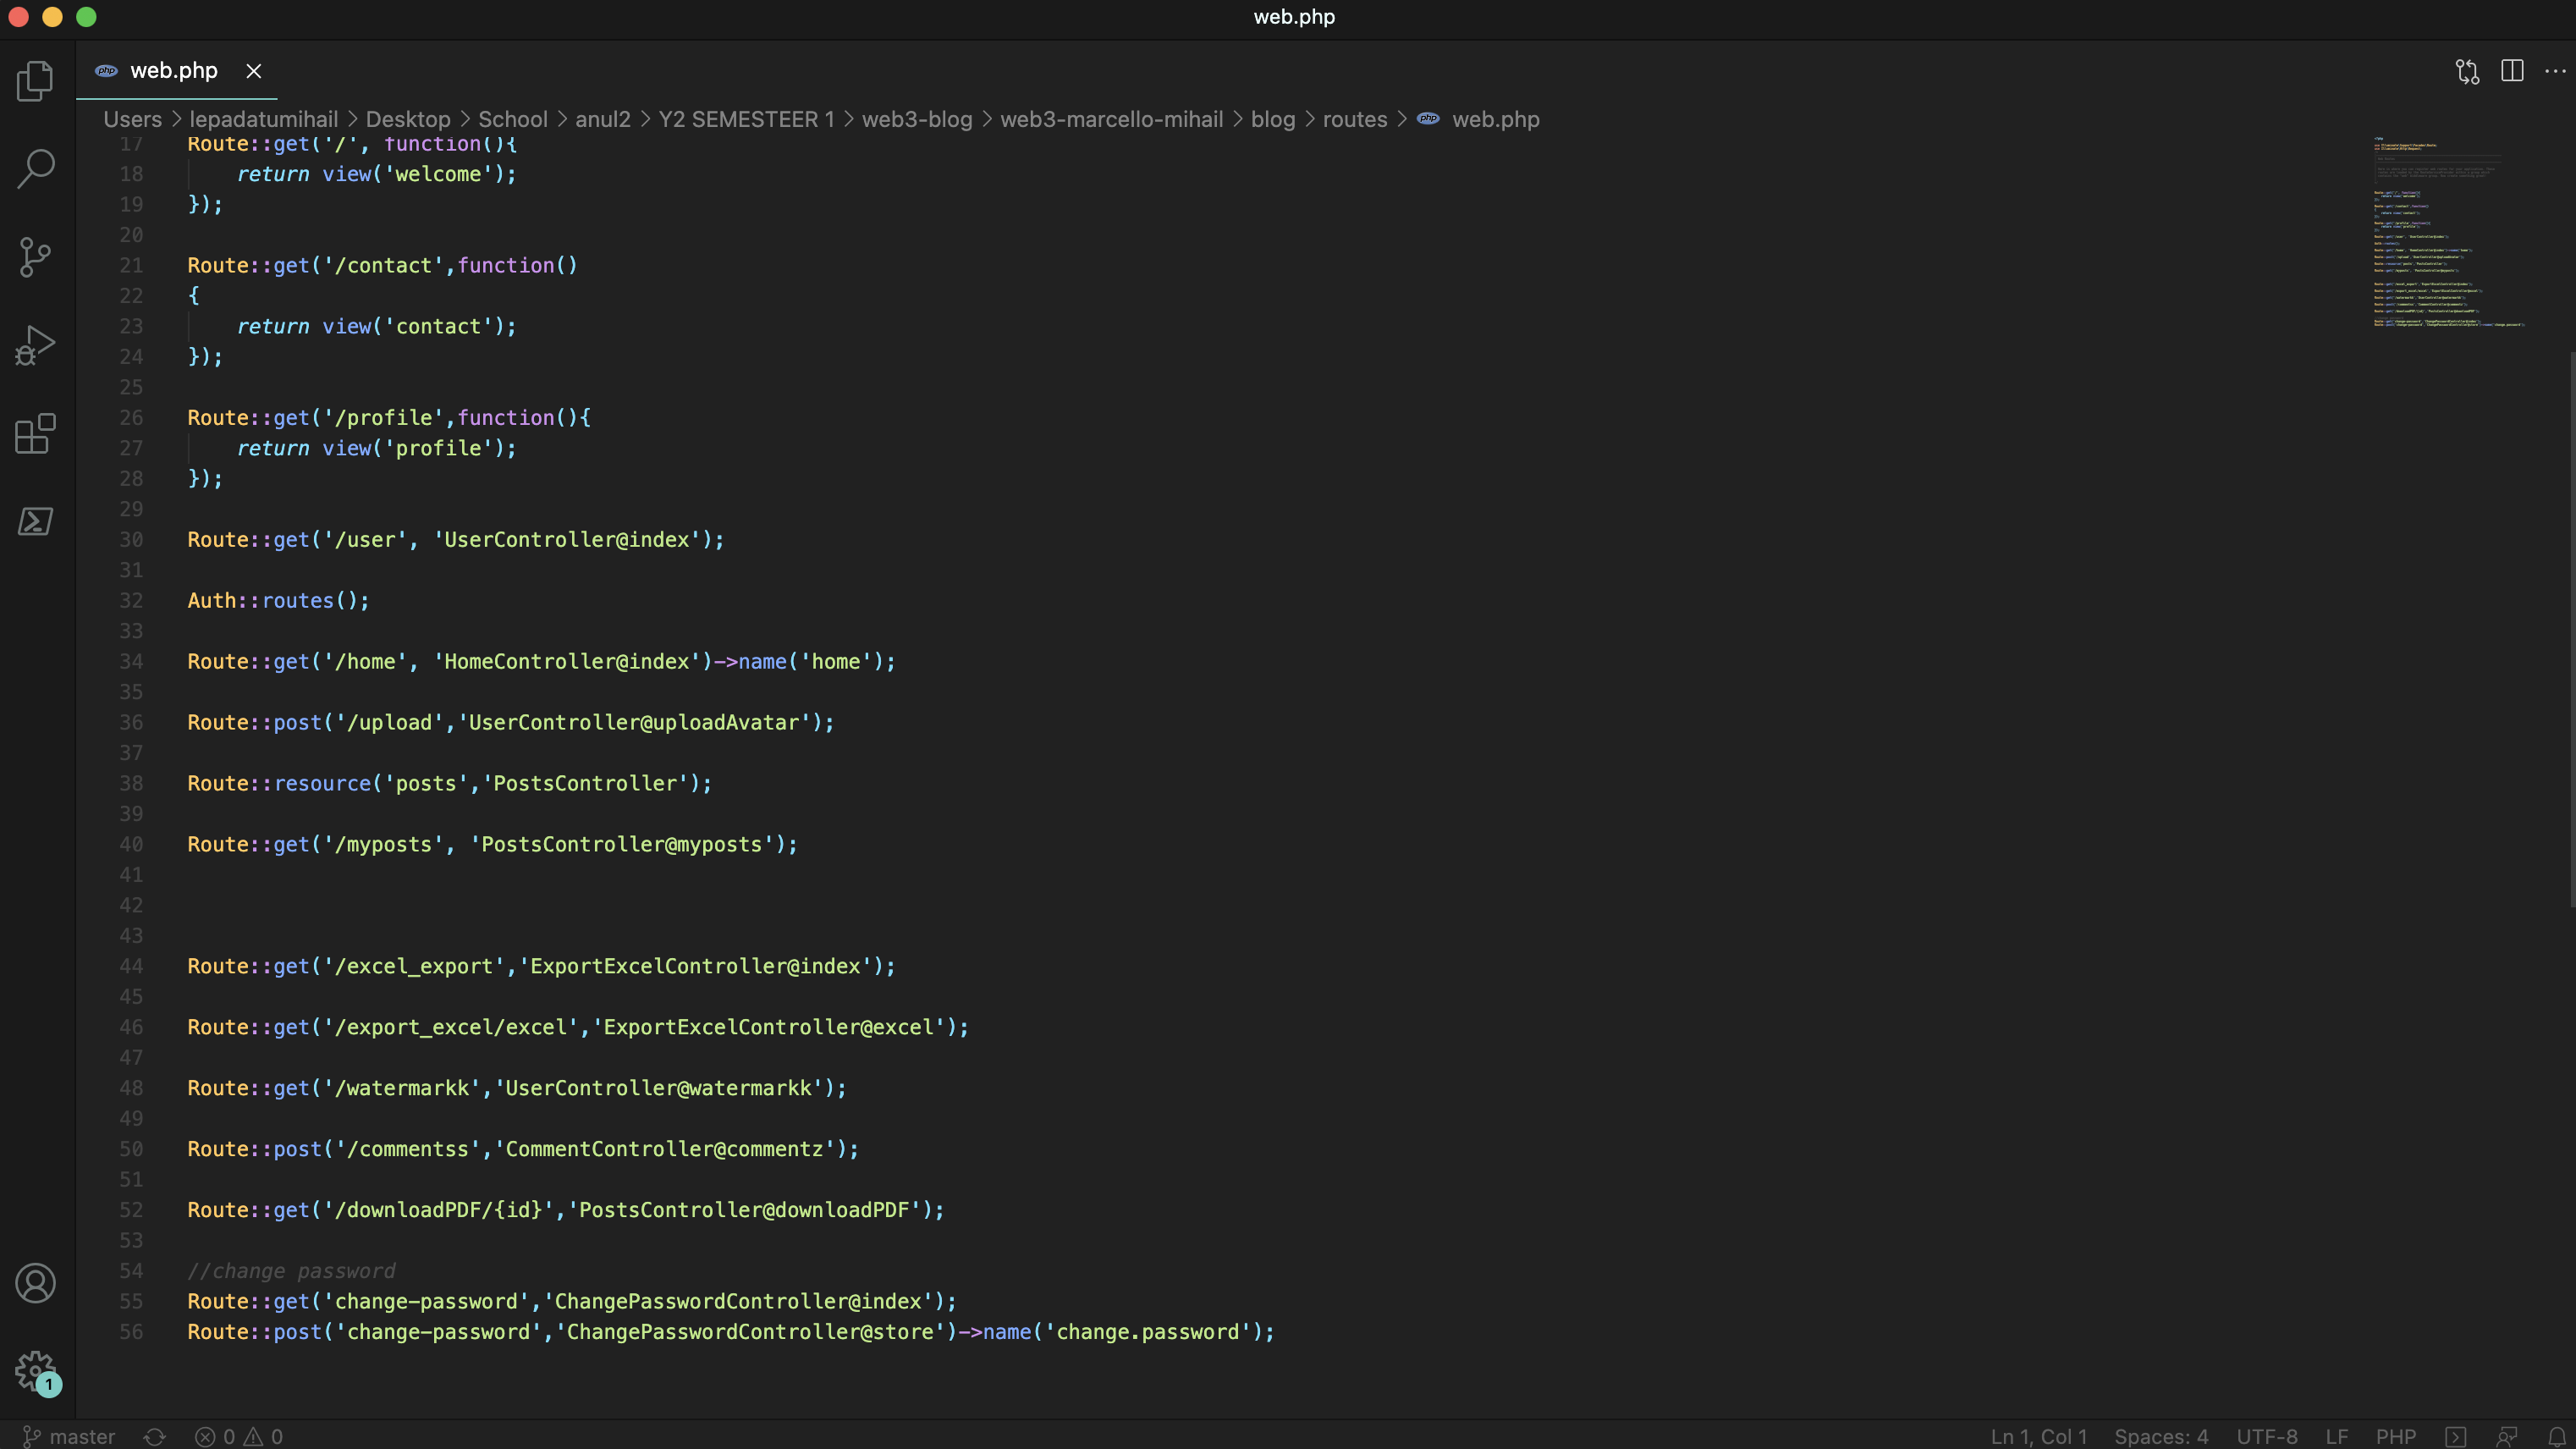 web.php
web.php
Users > lepadatumihail > Desktop > School > anul2 > Y2 SEMESTEER 1 > web3-blog > web3-marcello-mihail > blog > routes > php web.php
17 Route::get('/', function(){
18     return view('welcome');
19 });
20
21 Route::get('/contact',function()
22 {
23     return view('contact');
24 });
25
26 Route::get('/profile',function(){
27     return view('profile');
28 });
29
30 Route::get('/user', 'UserController@index');
31
32 Auth::routes();
33
34 Route::get('/home', 'HomeController@index')->name('home');
35
36 Route::post('/upload','UserController@uploadAvatar');
37
38 Route::resource('posts','PostsController');
39
40 Route::get('/myposts', 'PostsController@myposts');
41
42
43
44 Route::get('/excel_export','ExportExcelController@index');
45
46 Route::get('/export_excel/excel','ExportExcelController@excel');
47
48 Route::get('/watermarkk','UserController@watermarkk');
49
50 Route::post('/commentss','CommentController@commentz');
51
52 Route::get('/downloadPDF/{id}','PostsController@downloadPDF');
53
54 //change password
55 Route::get('change-password','ChangePasswordController@index');
56 Route::post('change-password','ChangePasswordController@store')->name('change.password');
1
master 0 0 Ln 1, Col 1 Spaces: 4 UTF-8 LF PHP